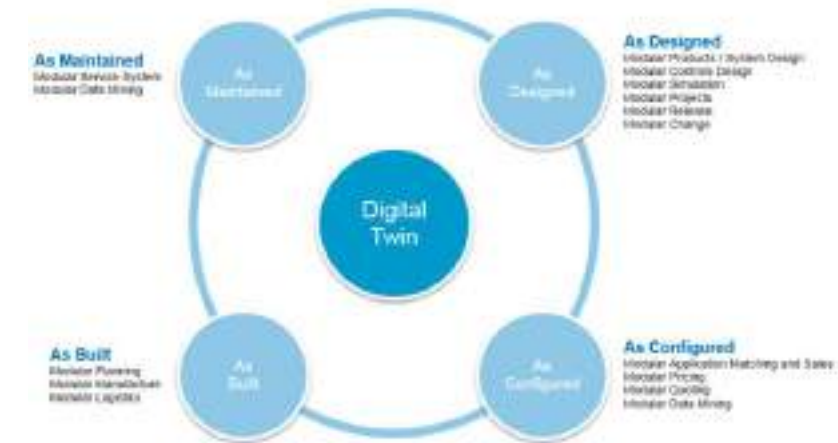 As Maintained
Modular Service System
Modular Data Mining
As
Maintained
As
Designed
As Designed
Modular Products / System Design
Modular Controls Design
Modular Simulation
Modular Projects
Modular Release
Modular Change
Digital
Twin
As Built
Modular Planning
Modular Manufacture
Modular Logistics
As
Built
As
Configured
As Configured
Modular Application Matching and Sales
Modular Pricing
Modular Quoting
Modular Data Mining